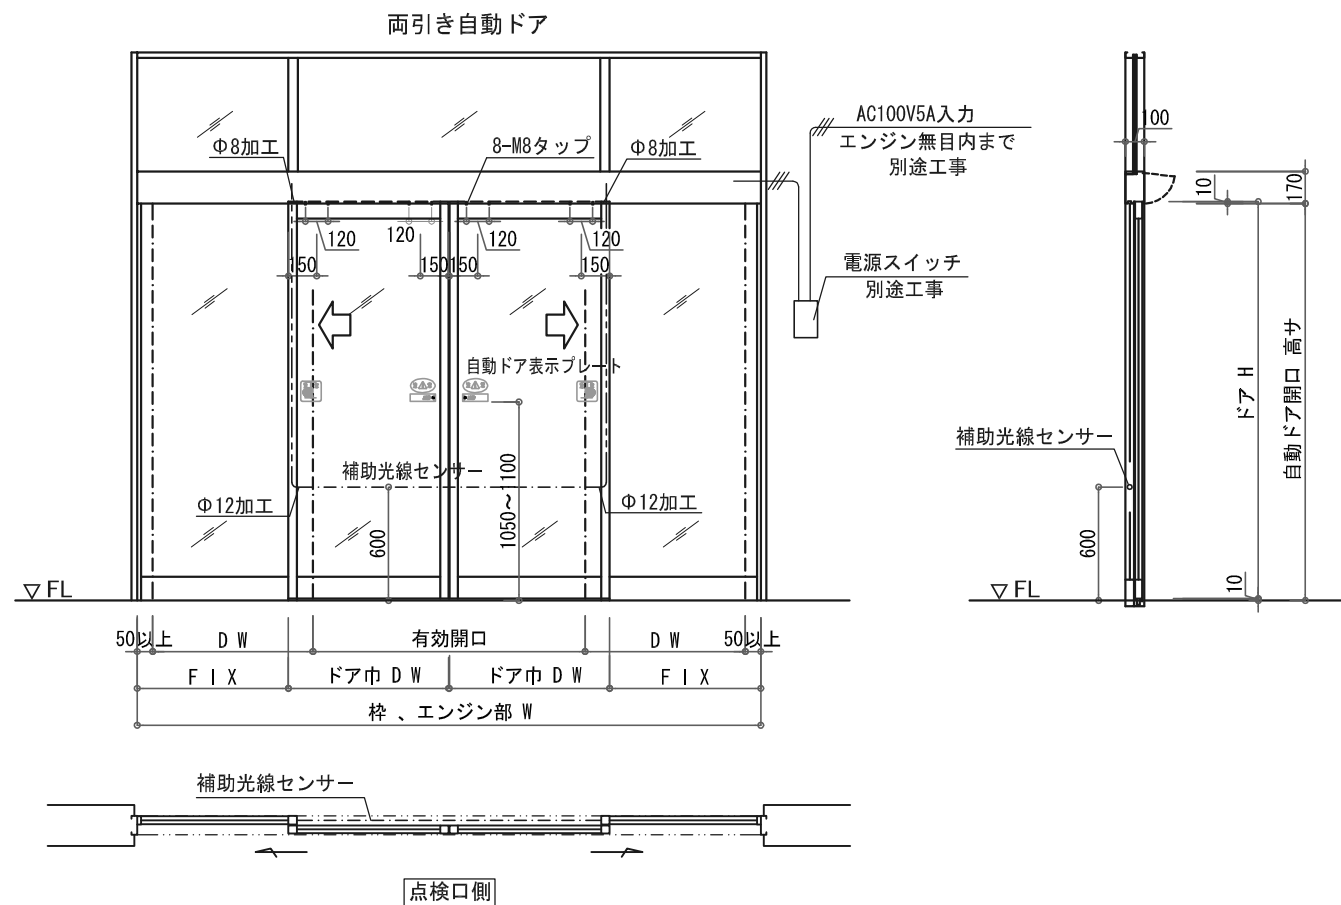 両引き自動ドア
Φ8加工
8-M8タップ
Φ8加工
AC100V5A入力
エンジン無目内まで
別途工事
100
10
170
120
120
120
120
150
150
150
150
電源スイッチ
別途工事
自動ドア表示プレート
ドア H
自動ドア開口 高サ
補助光線センサー
補助光線センサー
1050～1100
Φ12加工
Φ12加工
600
600
10
▽FL
▽FL
50以上
D W
有効開口
D W
50以上
F I X
ドア巾 D W
ドア巾 D W
F I X
枠 、エンジン部 W
補助光線センサー
点検口側